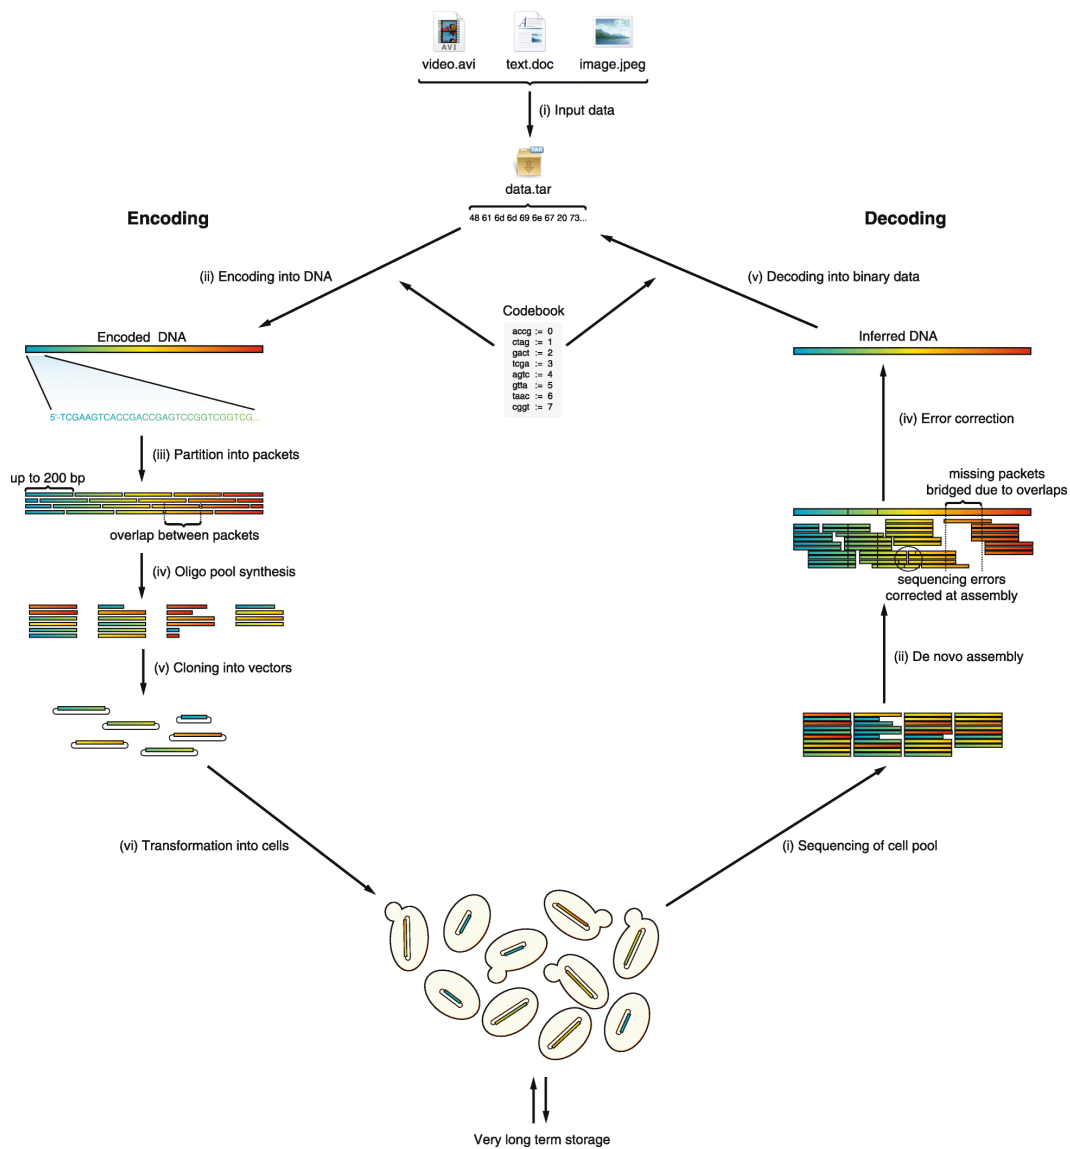 AVI
video.avi
text.doc
image.jpeg
(i) Input data
TAR
data.tar
48 61 6d 6d 69 6e 67 20 73...
Encoding
Decoding
(ii) Encoding into DNA
(v) Decoding into binary data
Codebook
accg := 0
ctag := 1
gact := 2
tcga := 3
agtc := 4
gtta := 5
taac := 6
cggt := 7
Encoded DNA
5'-TCGAAGTCACCGACCGAGTCCGGTCGGTCG...
(iii) Partition into packets
up to 200 bp
overlap between packets
(iv) Oligo pool synthesis
(v) Cloning into vectors
(vi) Transformation into cells
Inferred DNA
(iv) Error correction
missing packets
bridged due to overlaps
sequencing errors
corrected at assembly
(ii) De novo assembly
(i) Sequencing of cell pool
Very long term storage